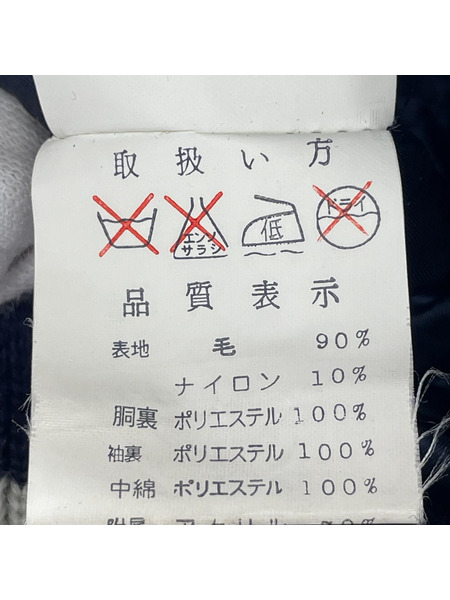 取扱い方
エンソサラシ
低
ドライ
品質表示
表地 毛 90%
ナイロン 10%
胴裏 ポリエステル 100%
袖裏 ポリエステル 100%
中綿 ポリエステル 100%